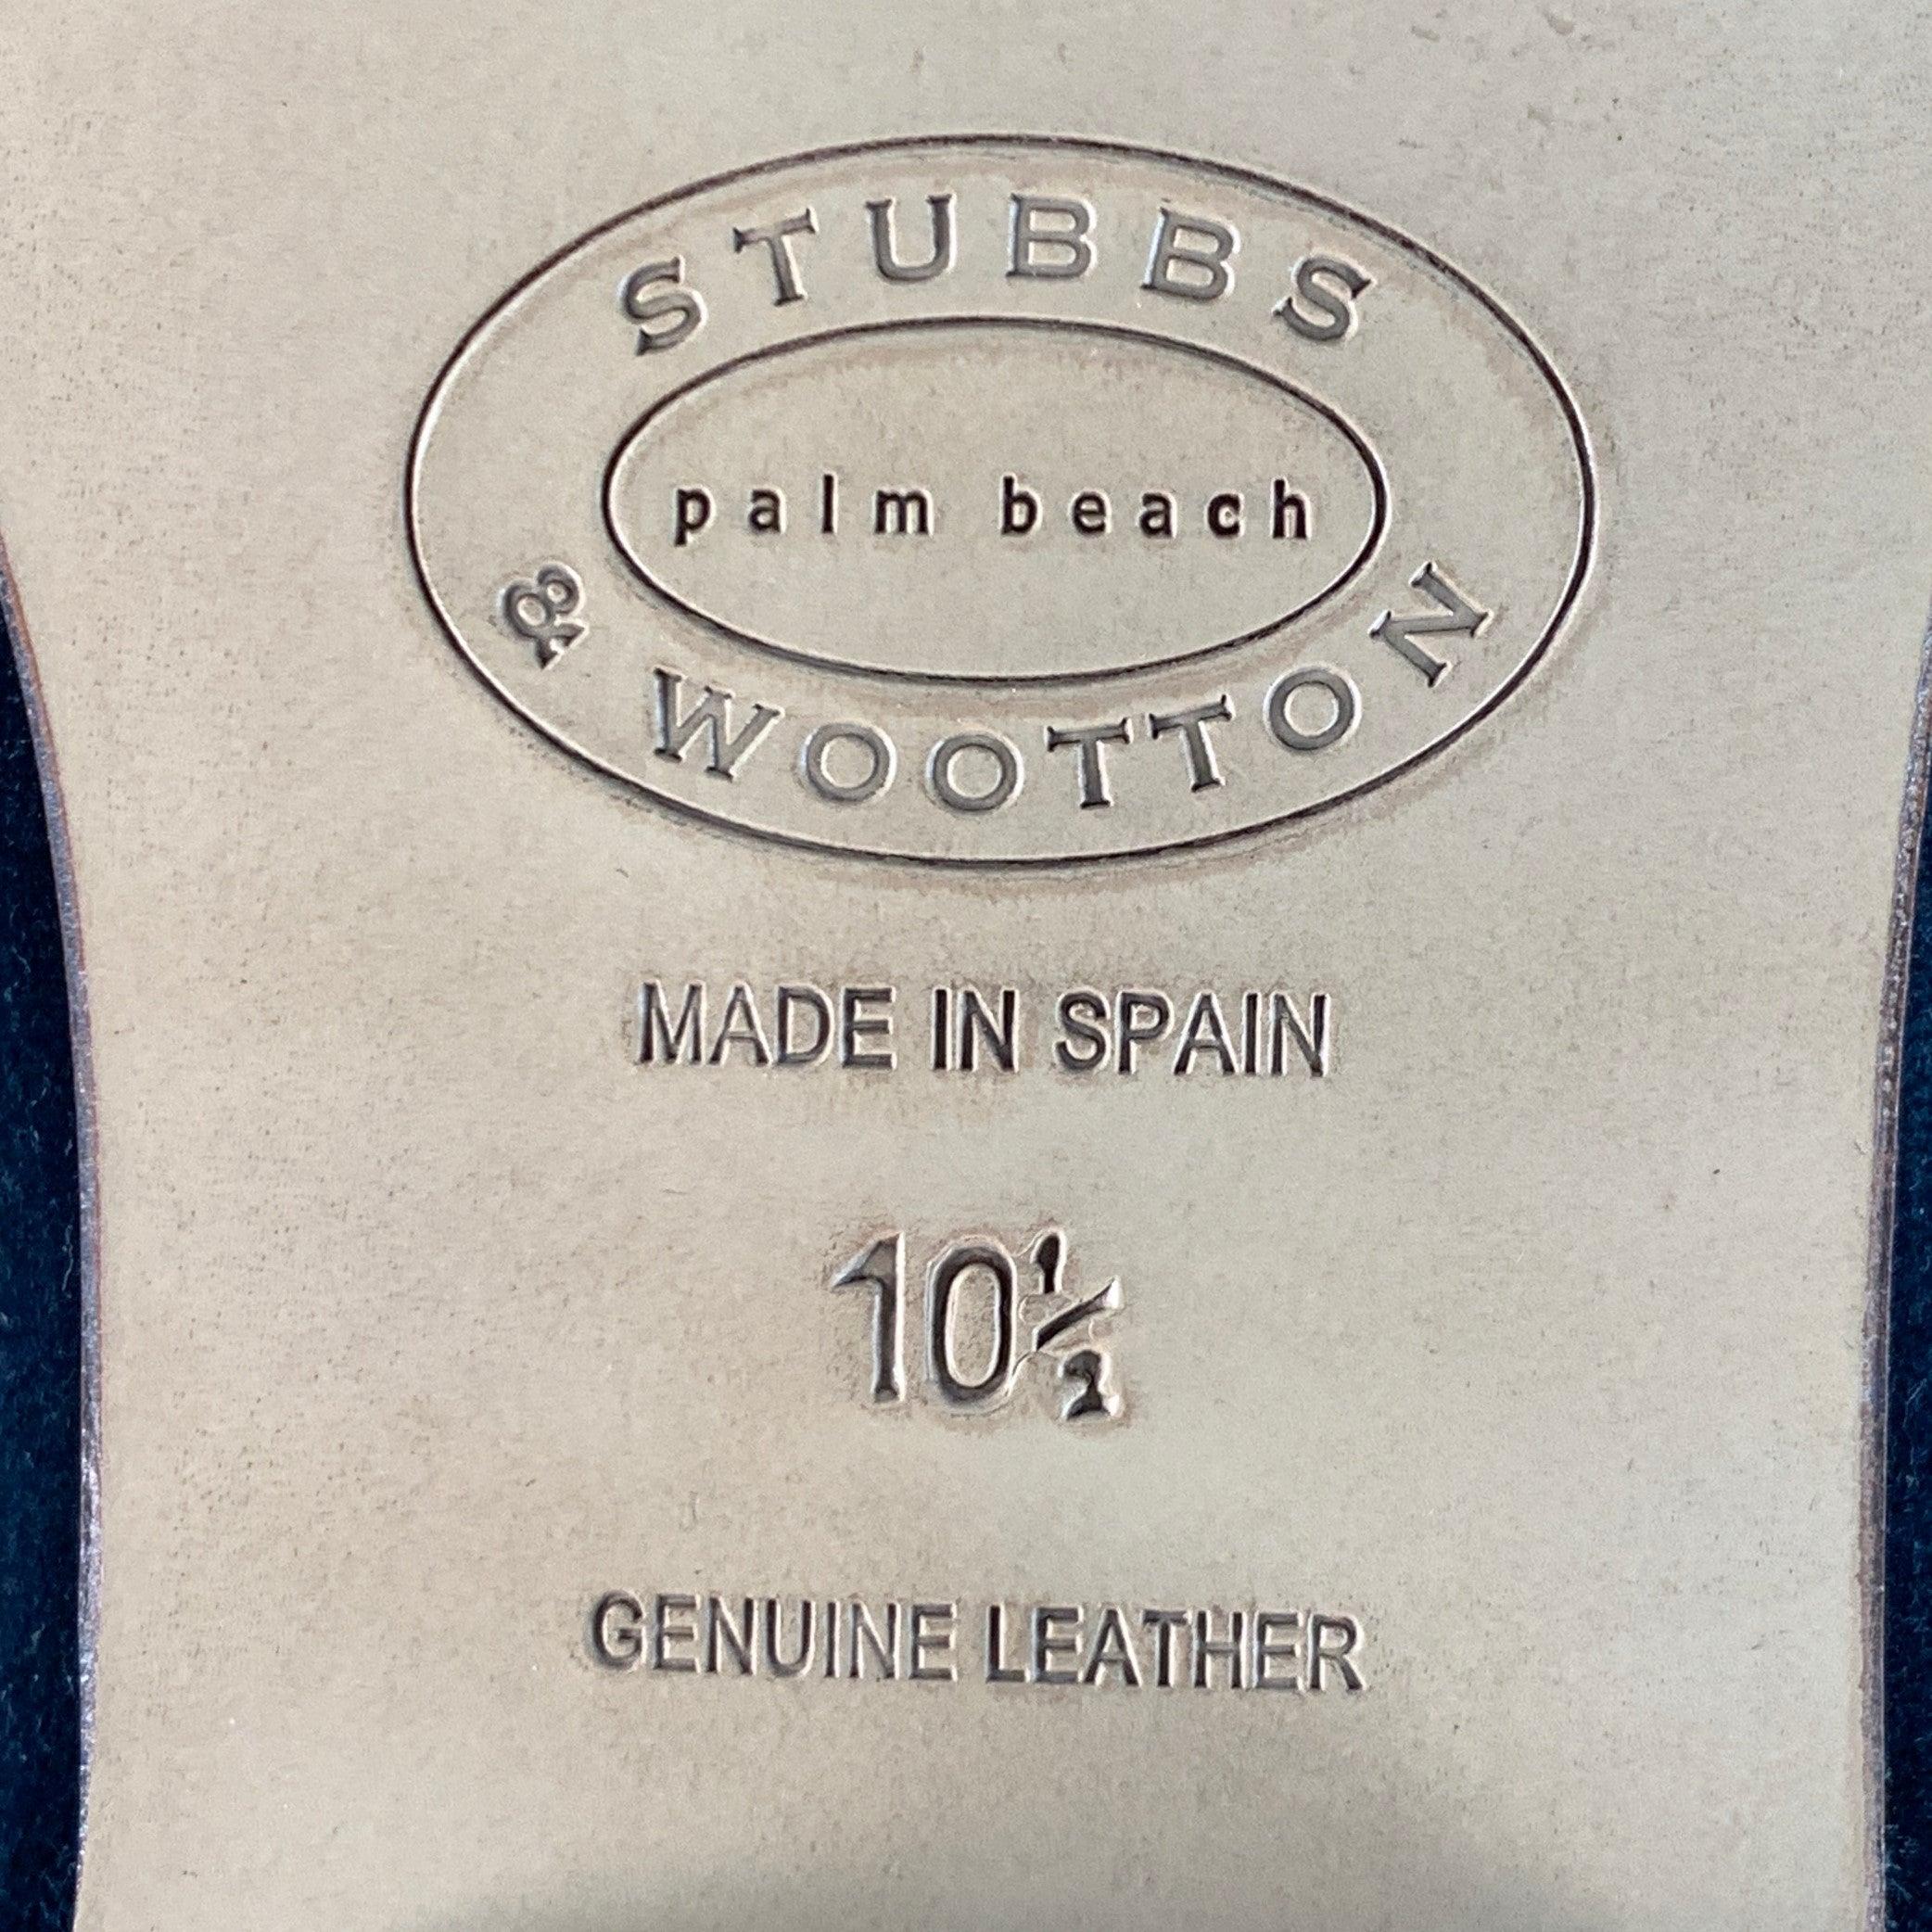 STUBBS
palm beach
& WOOTTON
MADE IN SPAIN
10½
GENUINE LEATHER